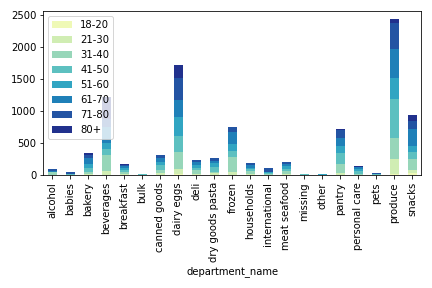 2500
2000
1500
1000
500
0
18-20
21-30
31-40
41-50
51-60
61-70
71-80
80+
alcohol
babies
bakery
beverages
breakfast
bulk
canned goods
dairy eggs
deli
dry goods pasta
frozen
households
international
meat seafood
missing
other
pantry
personal care
pets
produce
snacks
department_name